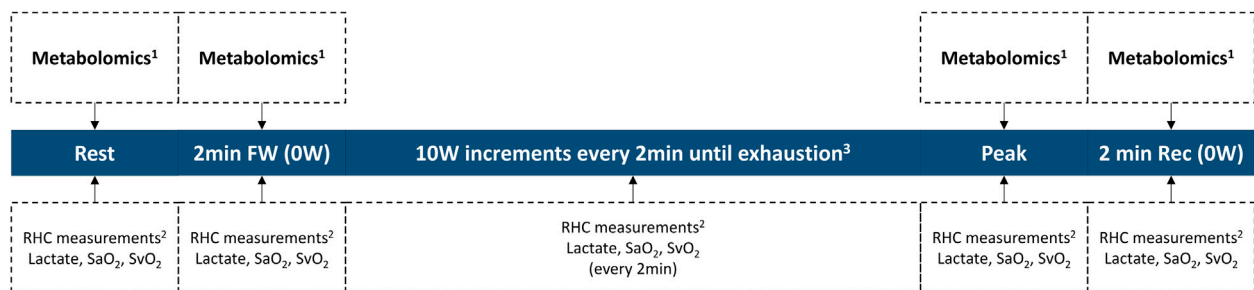 Metabolomics¹ Metabolomics¹ Metabolomics¹ Metabolomics¹
Rest 2min FW (0W) 10W increments every 2min until exhaustion³ Peak 2 min Rec (0W)
RHC measurements²
Lactate, SaO₂, SvO₂
RHC measurements²
Lactate, SaO₂, SvO₂
RHC measurements²
Lactate, SaO₂, SvO₂
(every 2min)
RHC measurements²
Lactate, SaO₂, SvO₂
RHC measurements²
Lactate, SaO₂, SvO₂